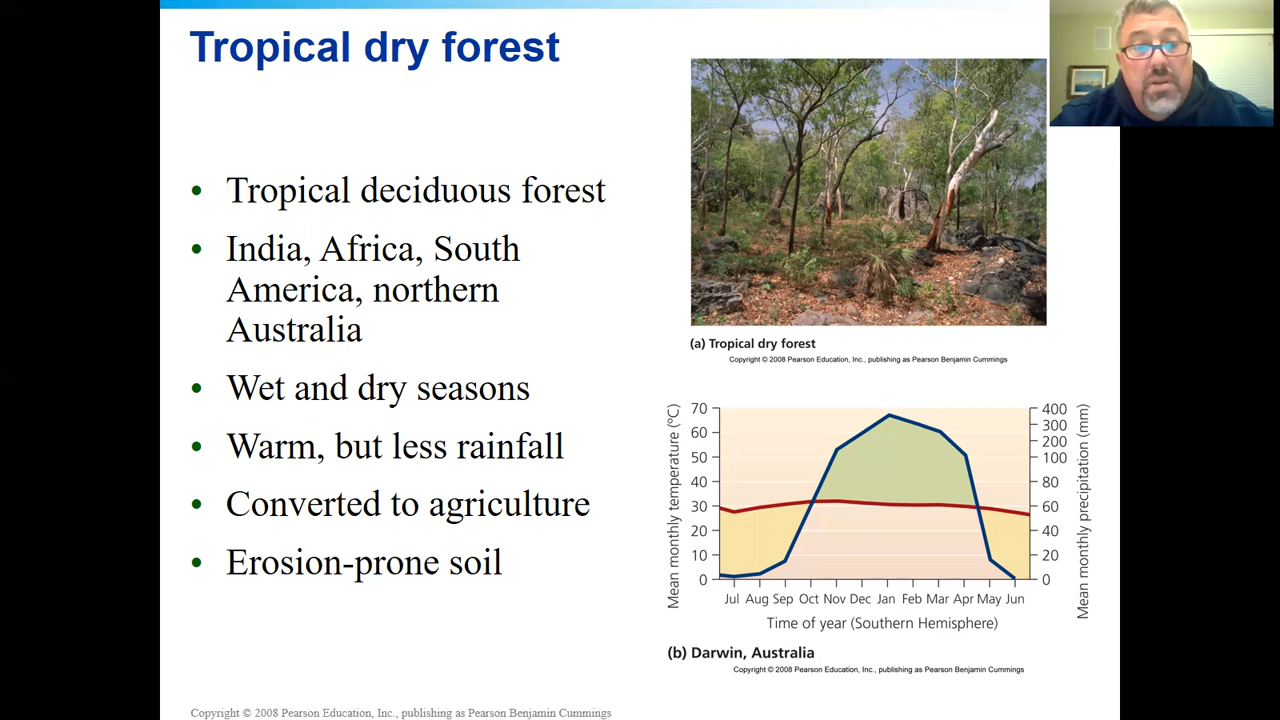 Tropical dry forest
• Tropical deciduous forest
• India, Africa, South
America, northern
Australia
• Wet and dry seasons
• Warm, but less rainfall
• Converted to agriculture
• Erosion-prone soil
(a) Tropical dry forest
Copyright © 2008 Pearson Education, Inc., publishing as Pearson Benjamin Cummings
Mean monthly temperature (°C)
70
60
50
40
30
20
10
0
400
300
200
100
80
60
40
20
0
Mean monthly precipitation (mm)
Jul Aug Sep Oct Nov Dec Jan Feb Mar Apr May Jun
Time of year (Southern Hemisphere)
(b) Darwin, Australia
Copyright © 2008 Pearson Education, Inc., publishing as Pearson Benjamin Cummings
Copyright © 2008 Pearson Education, Inc., publishing as Pearson Benjamin Cummings